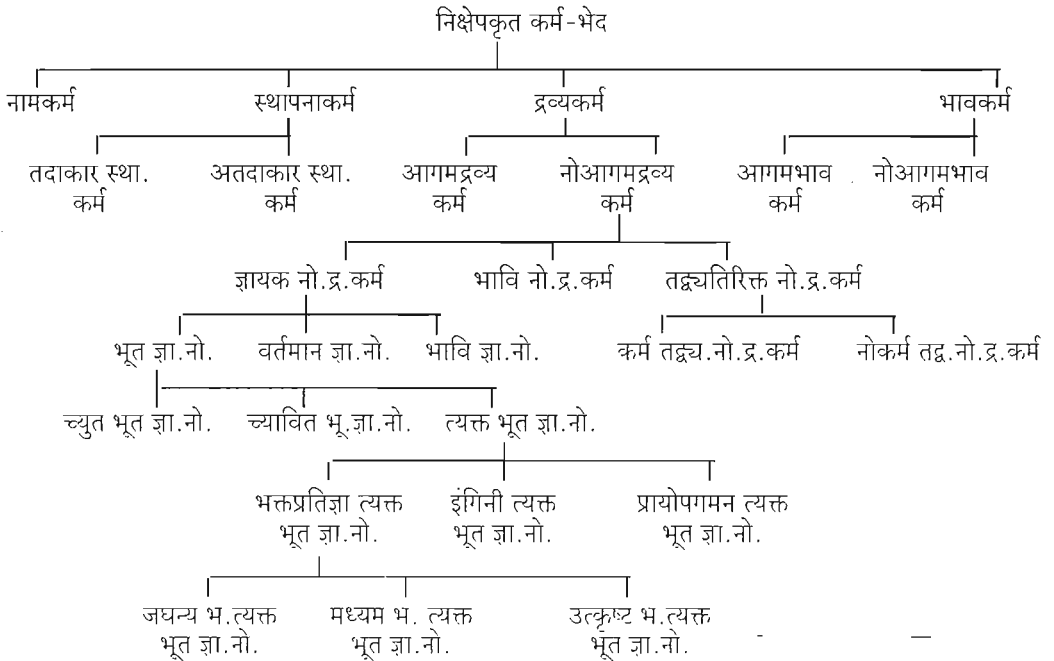 निक्षेपकृत कर्म-भेद
नामकर्म स्थापनाकर्म द्रव्यकर्म भावकर्म
तदाकार स्था. अतदाकार स्था. आगमद्रव्य नोआगमद्रव्य आगमभाव नोआगमभाव
कर्म कर्म कर्म कर्म कर्म कर्म
ज्ञायक नो.द्र.कर्म भावि नो.द्र.कर्म तद्व्यतिरिक्त नो.द्र.कर्म
भूत ज्ञा.नो. वर्तमान ज्ञा.नो. भावि ज्ञा.नो. कर्म तद्व्य.नो.द्र.कर्म नोकर्म तद्व.नो.द्र.कर्म
च्युत भूत ज्ञा.नो. च्यावित भू.ज्ञा.नो. त्यक्त भूत ज्ञा.नो.
भक्तप्रतिज्ञा त्यक्त इंगिनी त्यक्त प्रायोपगमन त्यक्त
भूत ज्ञा.नो. भूत ज्ञा.नो. भूत ज्ञा.नो.
जघन्य भ.त्यक्त मध्यम भ. त्यक्त उत्कृष्ट भ.त्यक्त
भूत ज्ञा.नो. भूत ज्ञा.नो. भूत ज्ञा.नो.